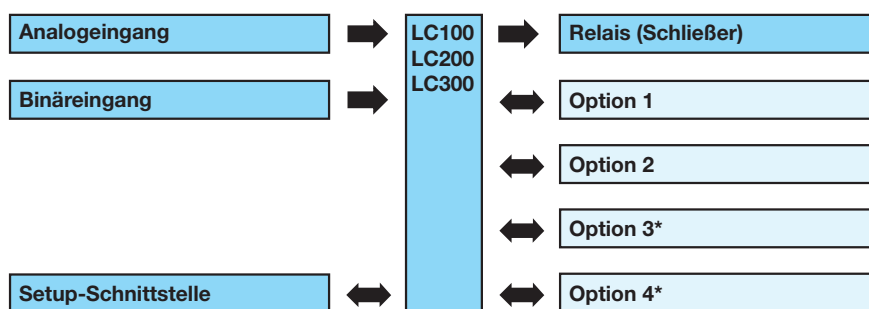 Analogeingang
LC100
Relais (Schließer)
LC200
LC300
Binäreingang
Option 1
Option 2
Option 3*
Setup-Schnittstelle
Option 4*